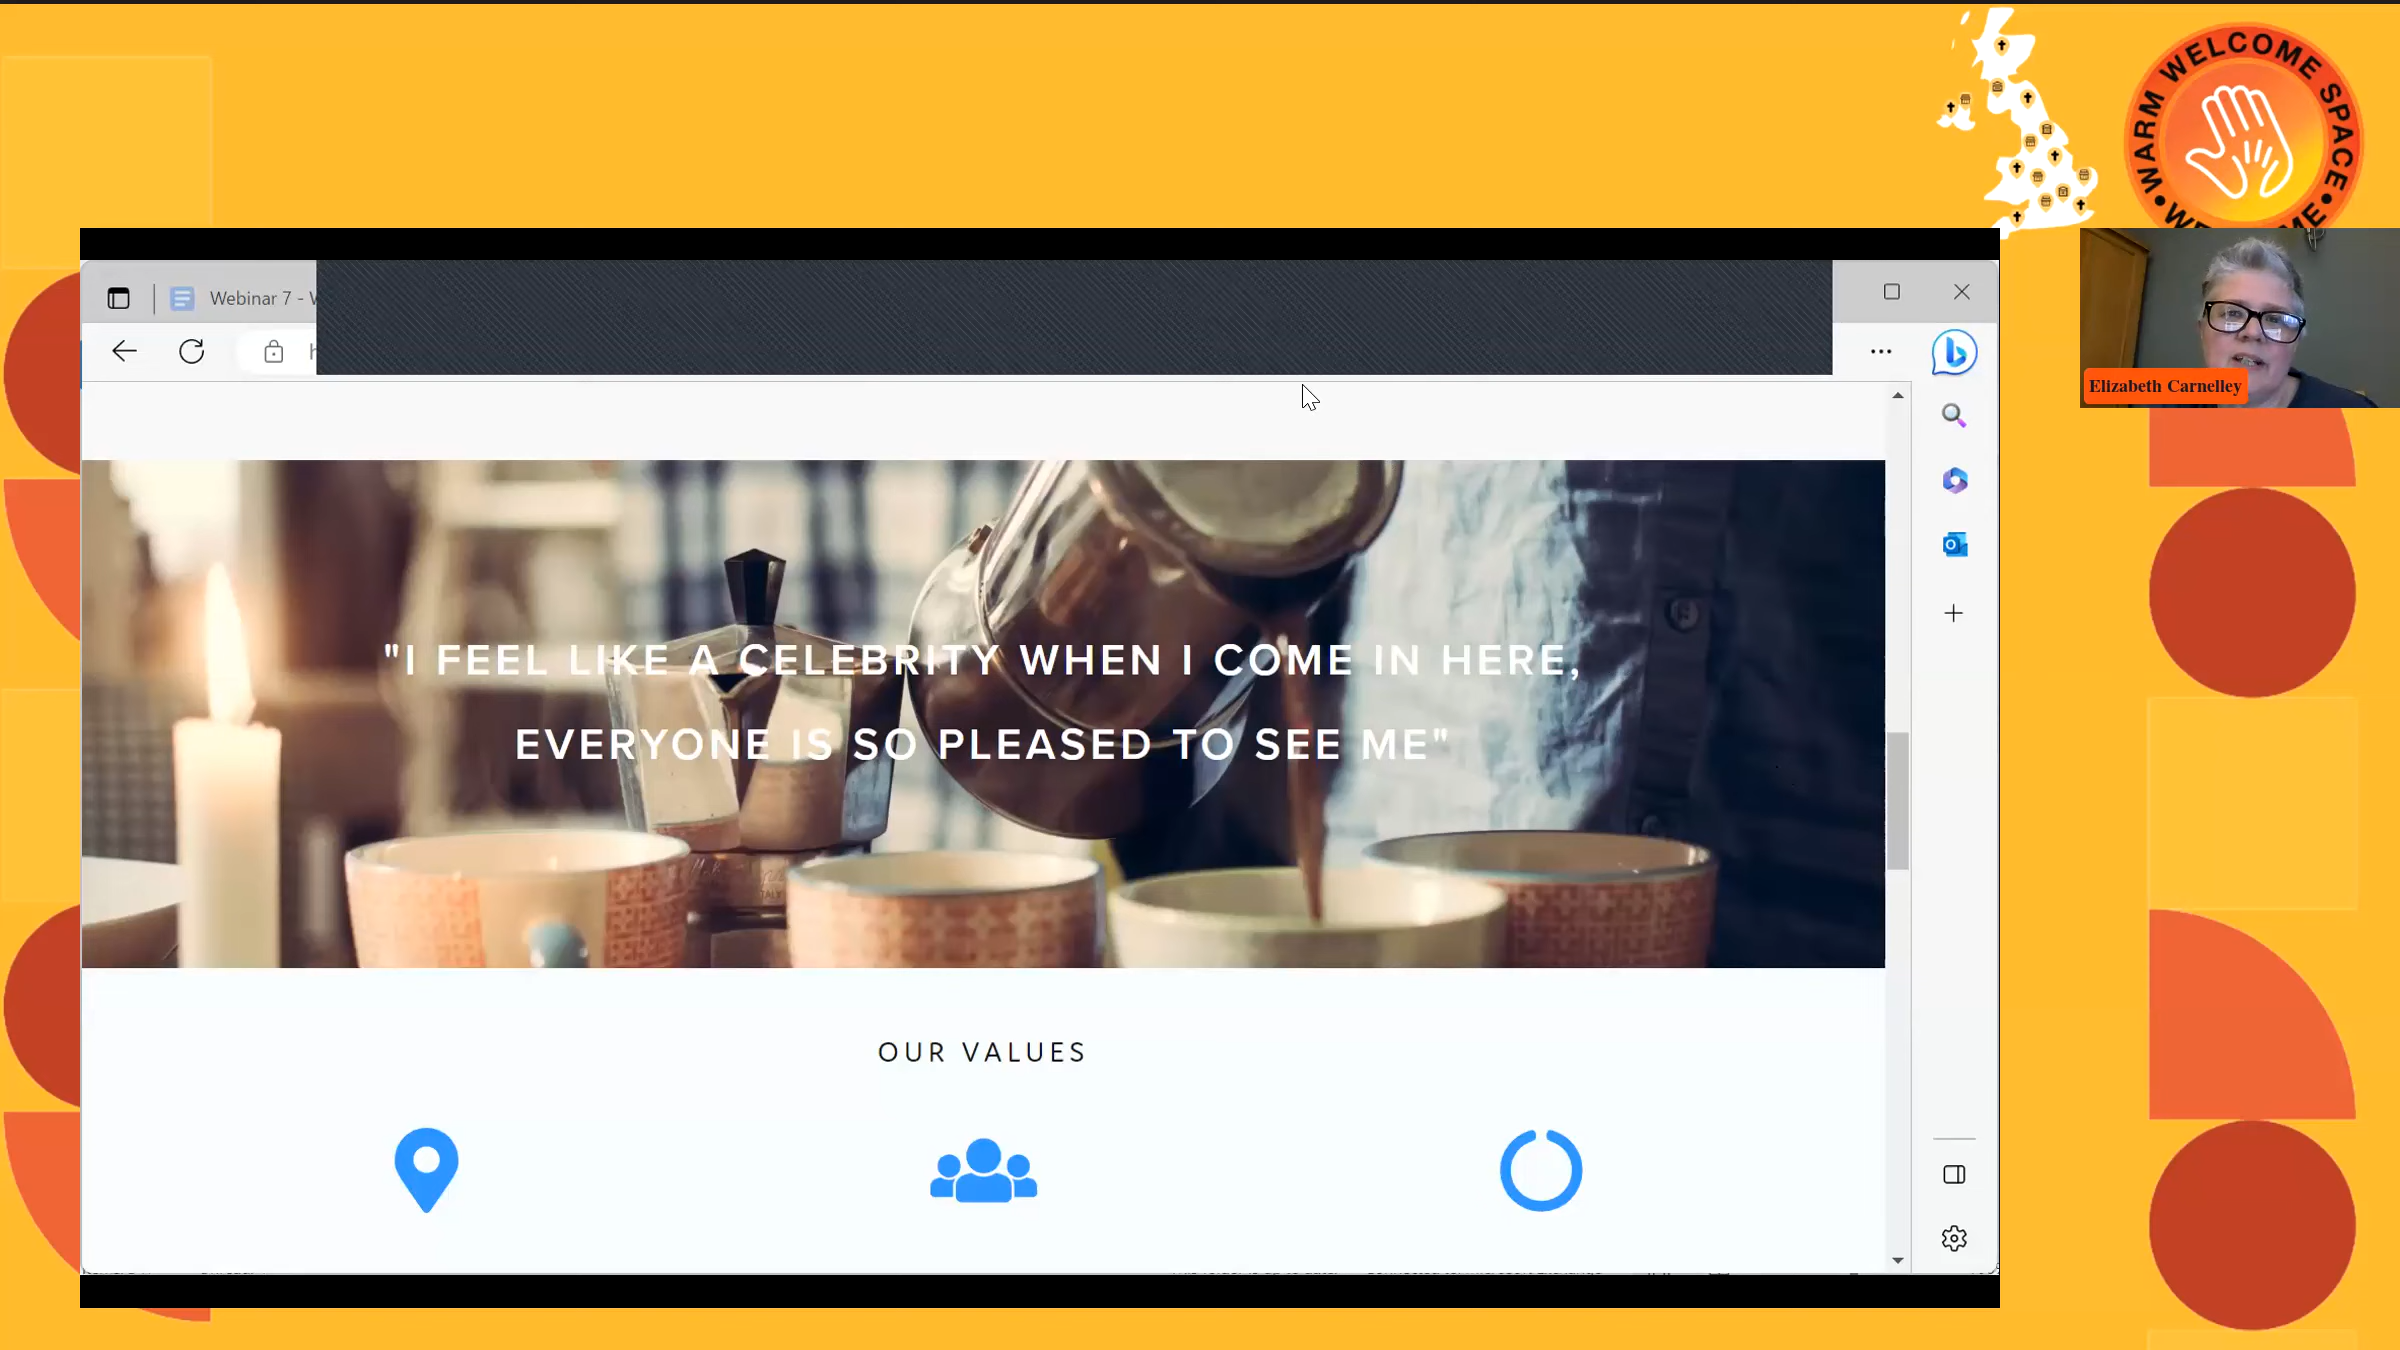 WARM WELCOME SPACE
Webinar 7 -
Elizabeth Carnelley
"I FEEL LIKE A CELEBRITY WHEN I COME IN HERE,
EVERYONE IS SO PLEASED TO SEE ME"
OUR VALUES